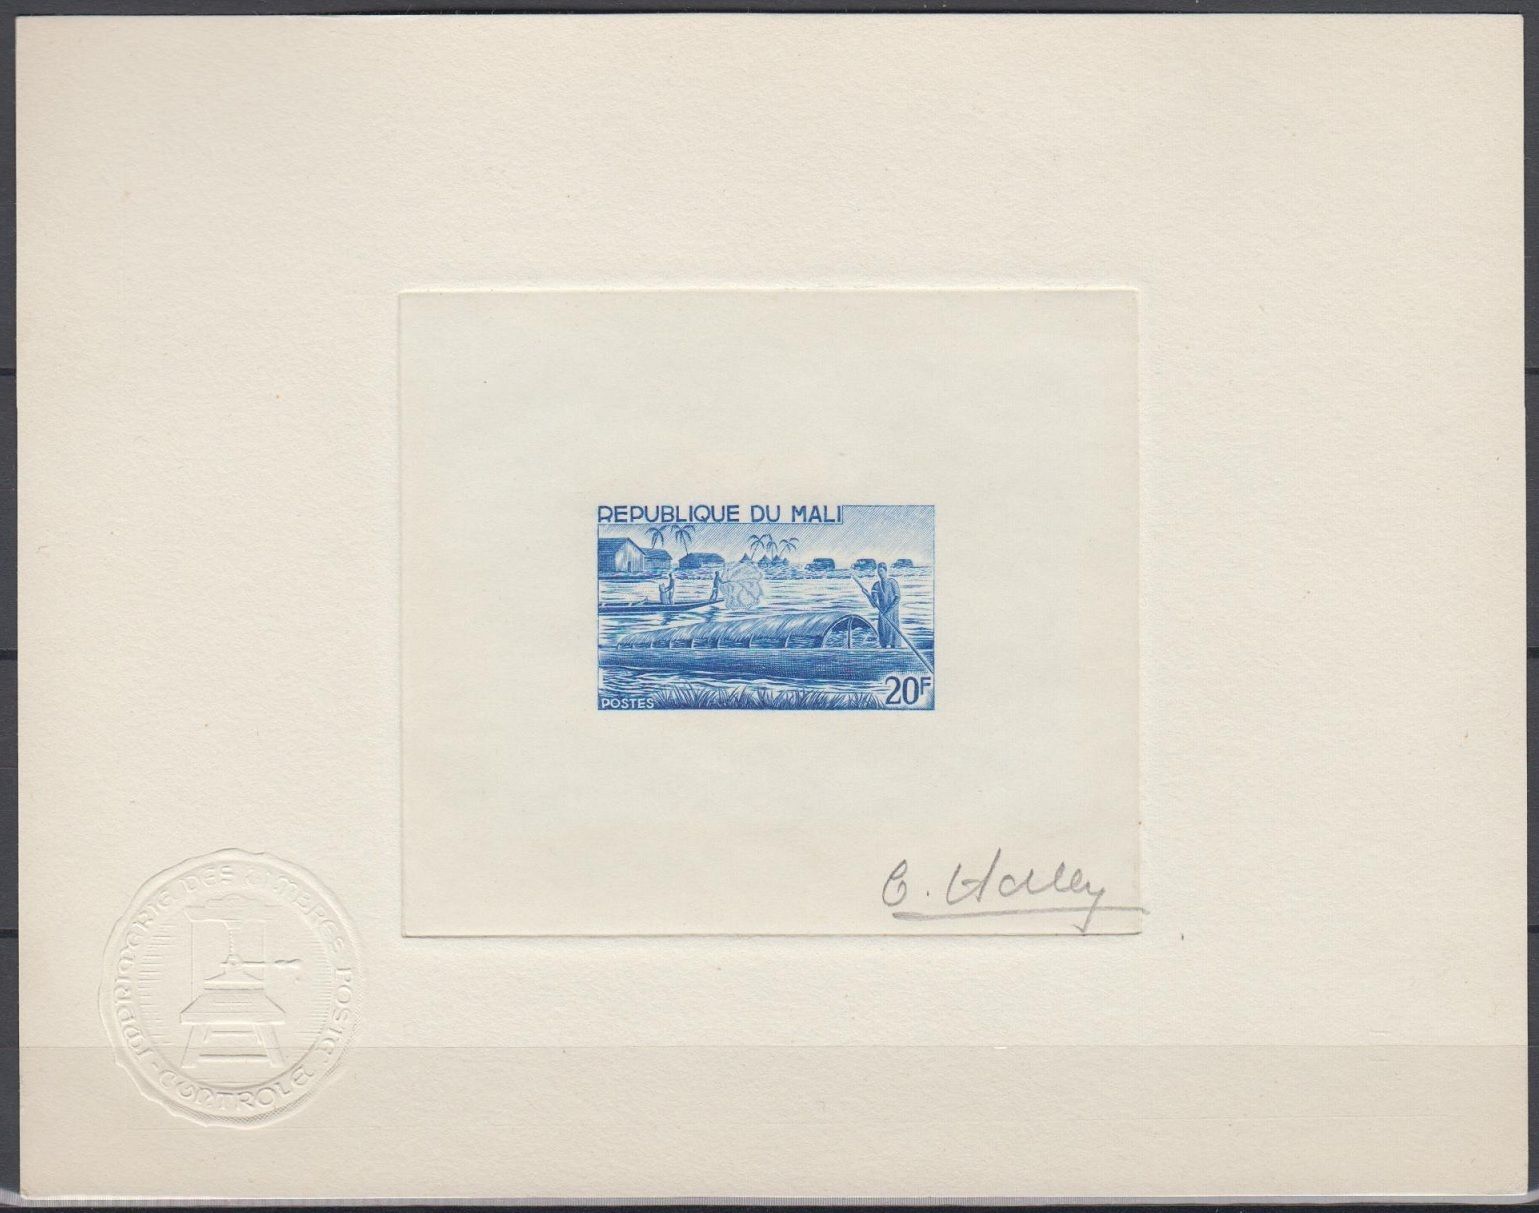 REPUBLIQUE DU MALI
POSTES
20F
C. Haley
IMPRIMERIE DES TIMBRES-POSTE - CONTROLE